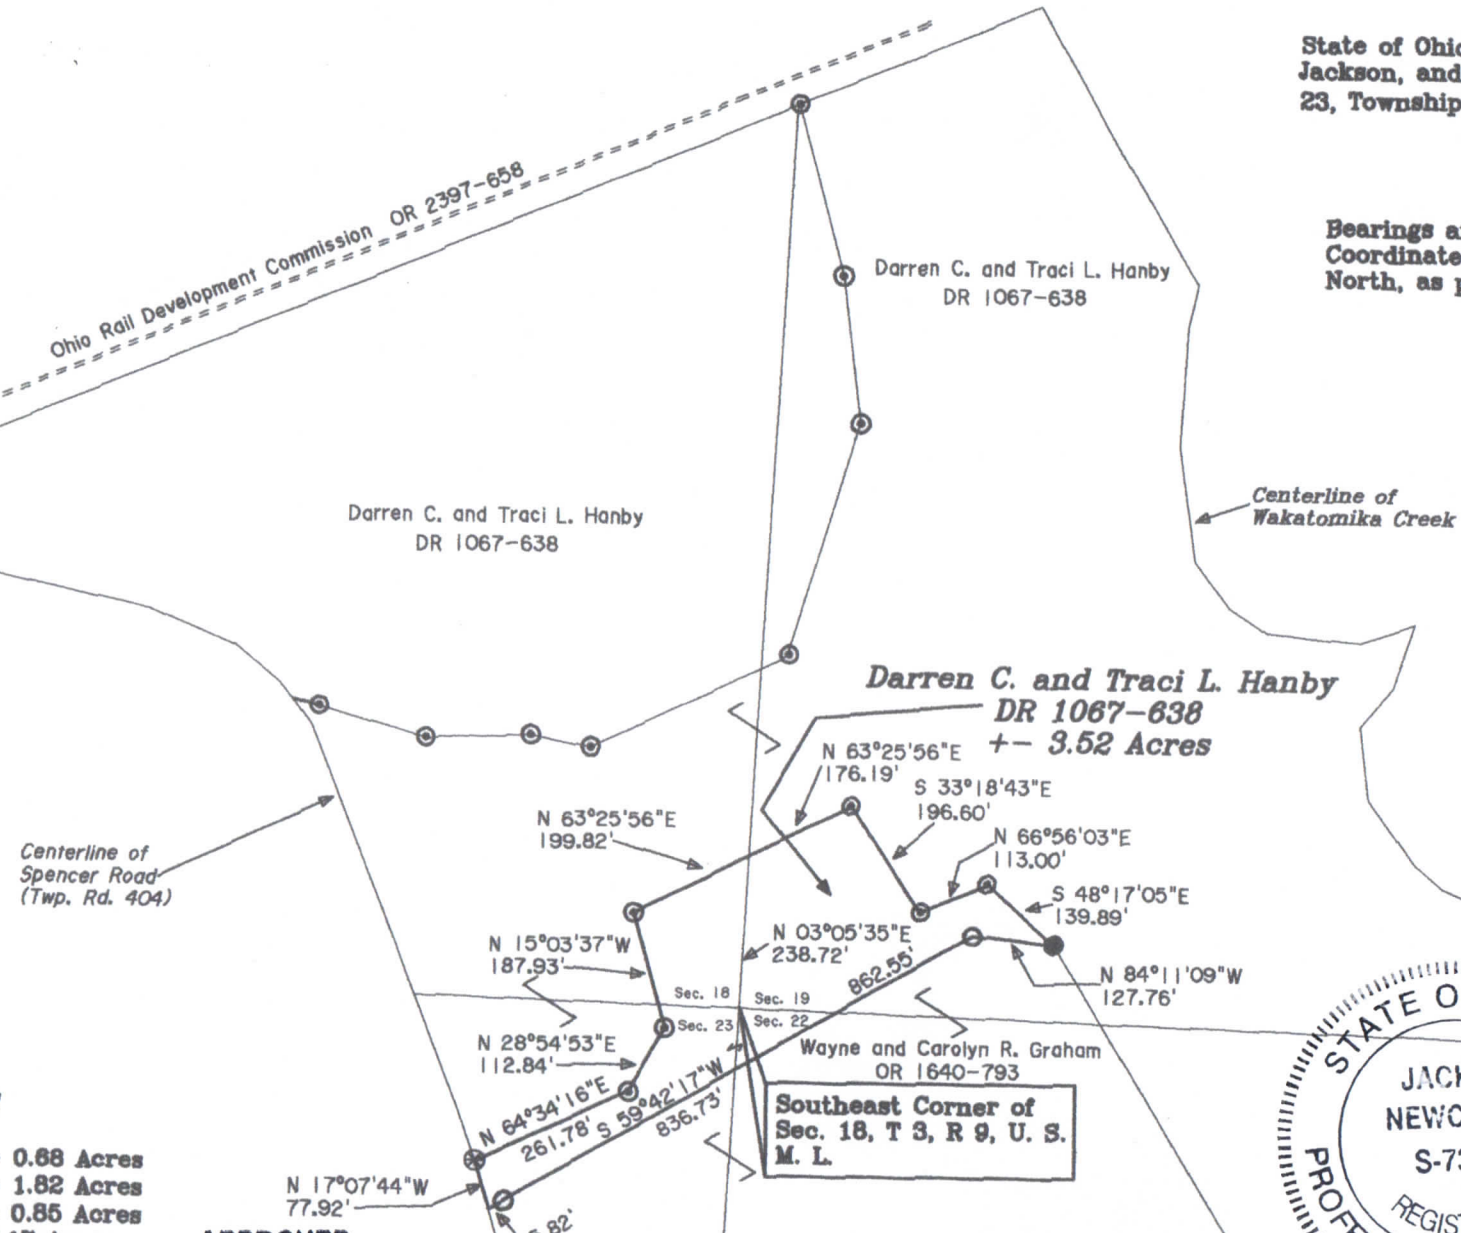 State of
Jackson, and
23, Township
Ohio Rail Development Commission OR 2397-658
Bearings
Coordinate
North, as
Darren C. and Traci L. Hanby
DR 1067-638
Centerline of
Wakatomika Creek
Darren C. and Traci L. Hanby
DR 1067-638
Darren C. and Traci L. Hanby
DR 1067-638
+- 3.52 Acres
N 63°25'56"E
176.19'
S 33°18'43"E
196.60'
N 63°25'56"E
199.82'
N 66°56'03"E
113.00'
Centerline of
Spencer Road
(Twp. Rd. 404)
S 48°17'05"E
139.89'
N 15°03'37"W
187.93'
N 03°05'35"E
238.72'
862.55'
N 84°11'09"W
127.76'
Sec. 18
Sec. 19
Sec. 23
Sec. 22
N 28°54'53"E
112.84'
Wayne and Carolyn R. Graham
OR 1640-793
N 64°34'16"E
261.78'
S 59°42'17"W
836.73'
Southeast Corner of
Sec. 18, T 3, R 9, U. S.
M. L.
0.68 Acres
1.82 Acres
0.85 Acres
N 17°07'44"W
77.92'
.82'
STATE O
JACK
NEWCO
S-73